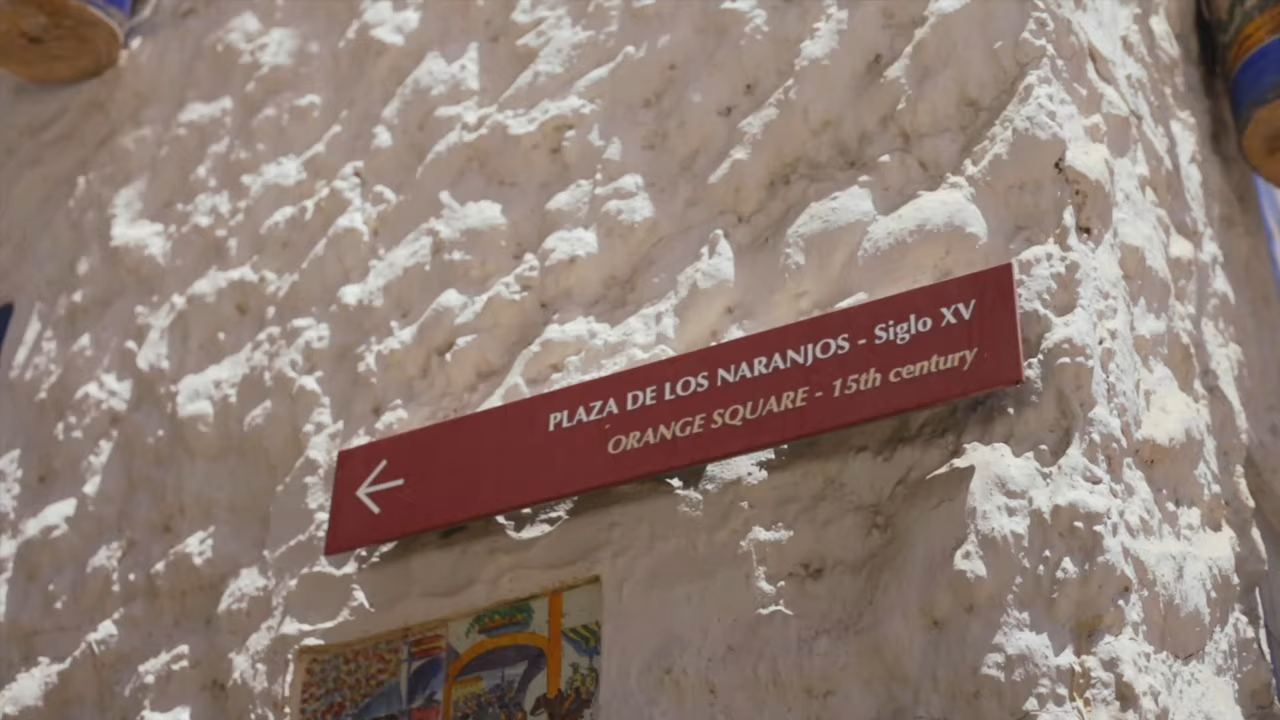 PLAZA DE LOS NARANJOS - Siglo XV
ORANGE SQUARE - 15th century